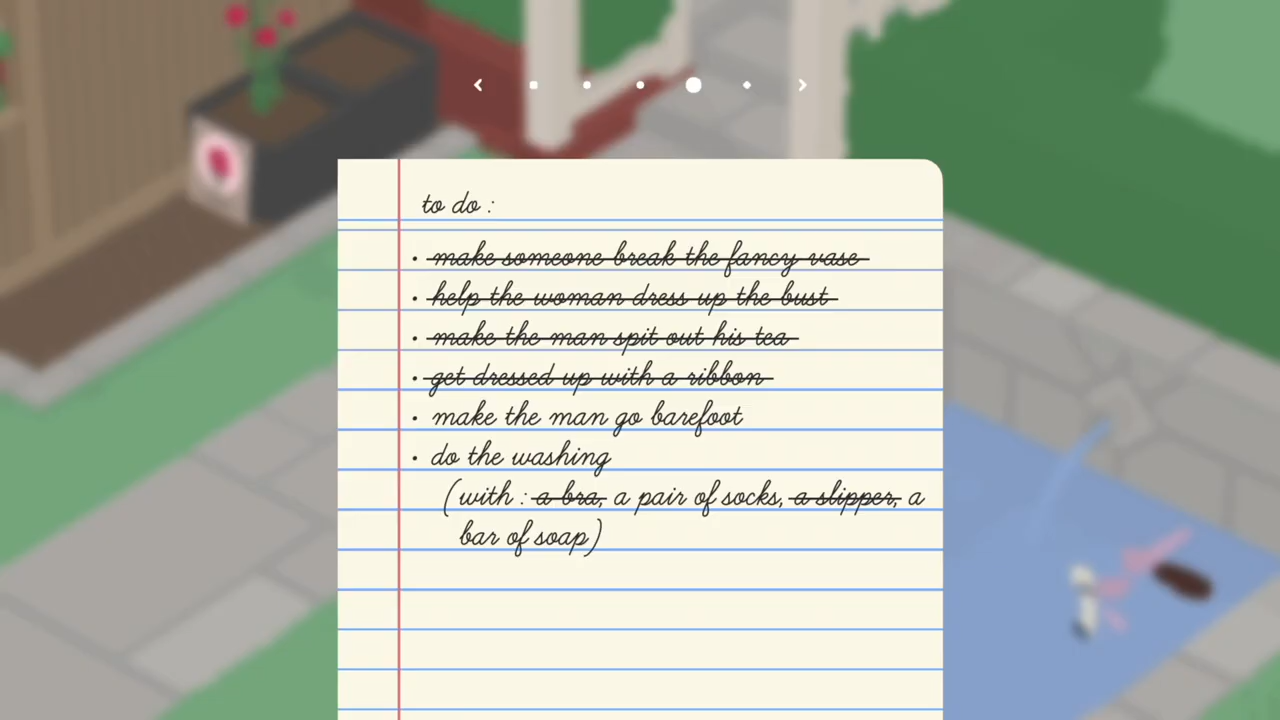 to do :
• make someone break the fancy vase
• help the woman dress up the bust
• make the man spit out his tea
• get dressed up with a ribbon
• make the man go barefoot
• do the washing
(with : a bra, a pair of socks, a slipper, a
bar of soap)